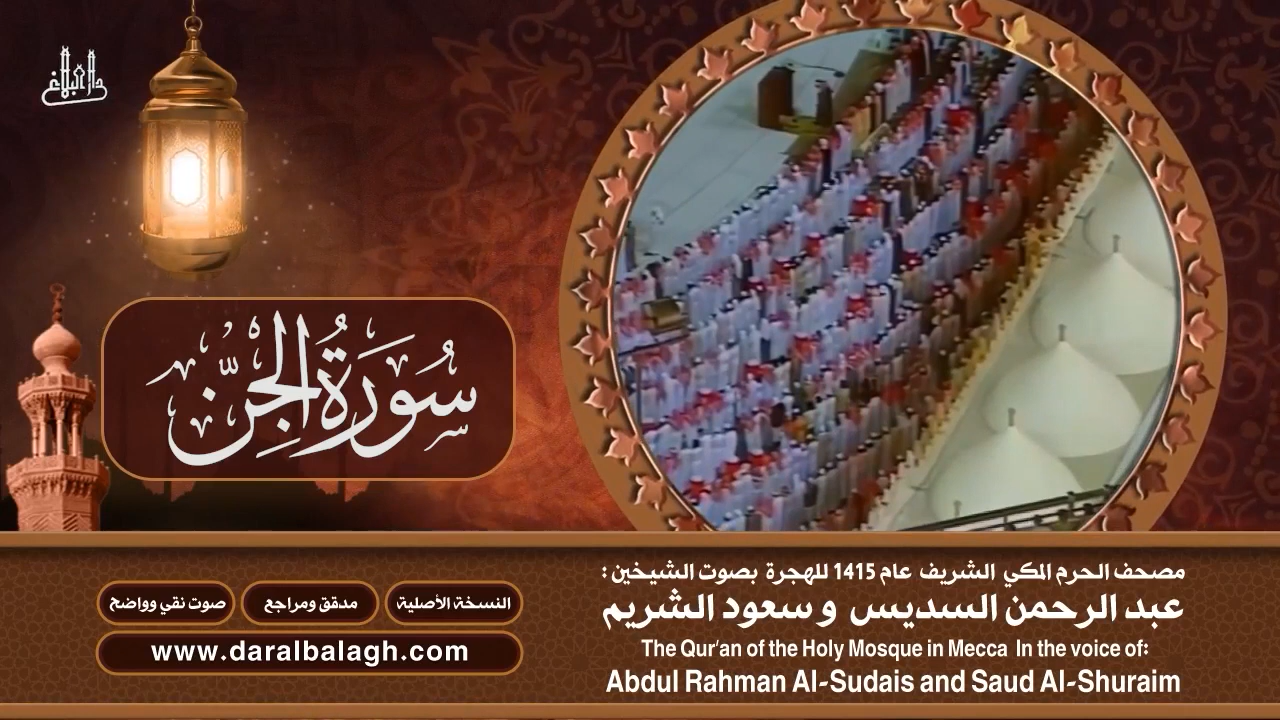 دار البلاغ
سُورَةُ الجِنّ
مصحف الحرم المكي الشريف عام 1415 للهجرة بصوت الشيخين :
عبد الرحمن السديس و سعود الشريم
The Qur'an of the Holy Mosque in Mecca In the voice of:
Abdul Rahman Al-Sudais and Saud Al-Shuraim
النسخة الأصلية
مدقق ومراجع
صوت نقي وواضح
www.daralbalagh.com